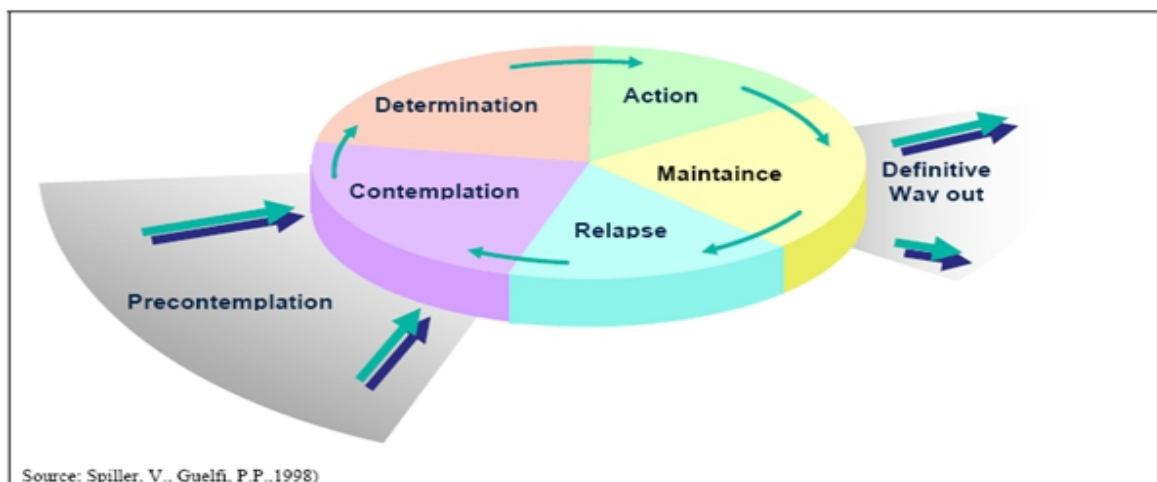 Determination
Action
Contemplation
Maintaince
Definitive
Way out
Relapse
Precontemplation
Source: Spiller, V., Guelfi, P.P.,1998)